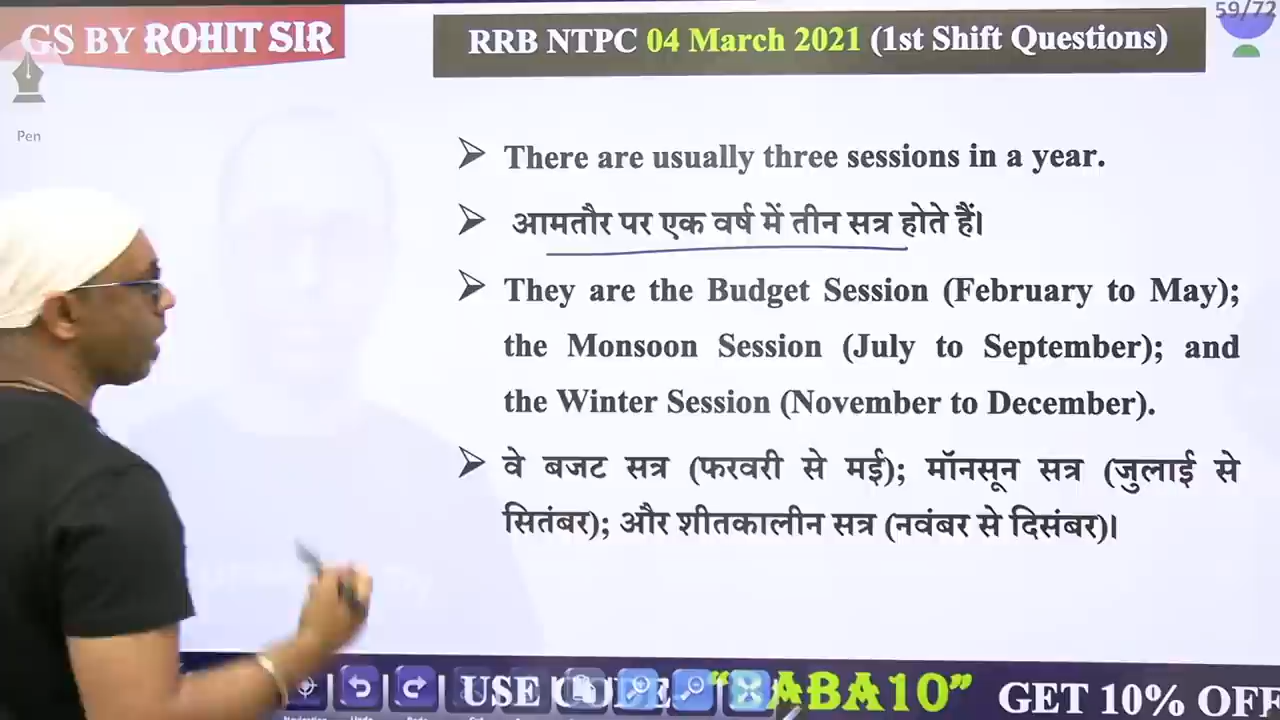 59/72
GS BY ROHIT SIR
RRB NTPC 04 March 2021 (1st Shift Questions)
Pen
➢ There are usually three sessions in a year.
➢ आमतौर पर एक वर्ष में तीन सत्र होते हैं।
➢ They are the Budget Session (February to May);
the Monsoon Session (July to September); and
the Winter Session (November to December).
➢ वे बजट सत्र (फरवरी से मई); मॉनसून सत्र (जुलाई से
सितंबर); और शीतकालीन सत्र (नवंबर से दिसंबर)।
USE CODE "BABA10" GET 10% OFF